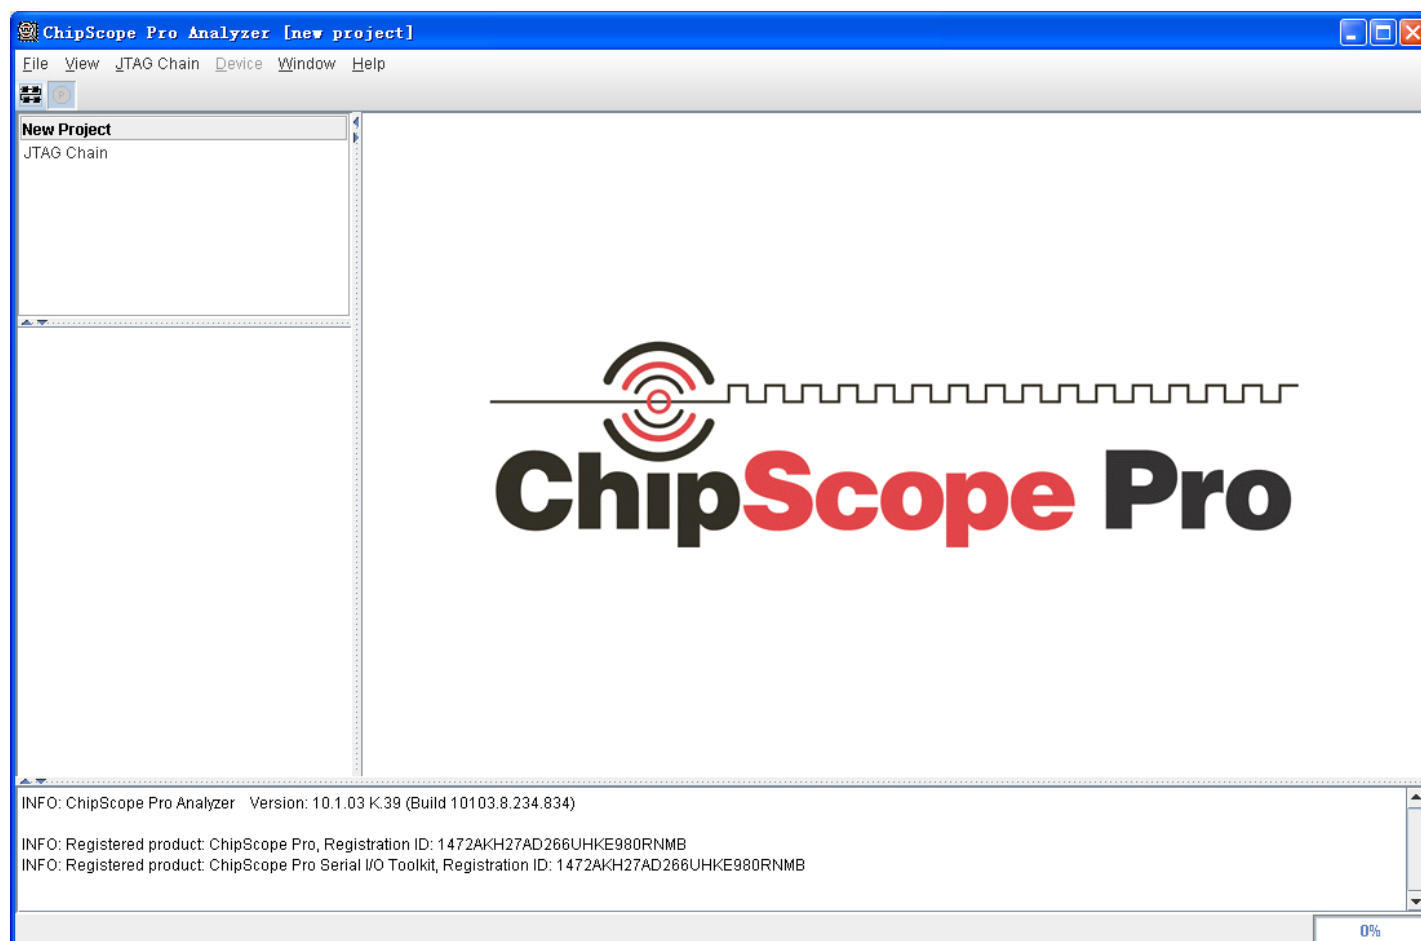 ChipScope Pro Analyzer [new project]
File View JTAG Chain Device Window Help
New Project
JTAG Chain
ChipScope Pro
INFO: ChipScope Pro Analyzer Version: 10.1.03 K.39 (Build 10103.8.234.834)
INFO: Registered product: ChipScope Pro, Registration ID: 1472AKH27AD266UHKE980RNMB
INFO: Registered product: ChipScope Pro Serial I/O Toolkit, Registration ID: 1472AKH27AD266UHKE980RNMB
0%